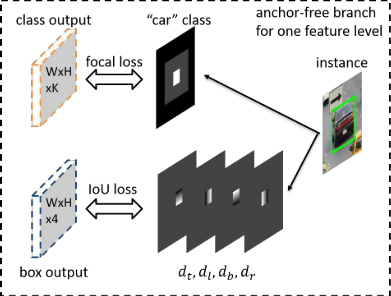 class output
"car" class
anchor-free branch
for one feature level
focal loss
instance
WxH
xK
IoU loss
WxH
x4
box output
d_t, d_l, d_b, d_r